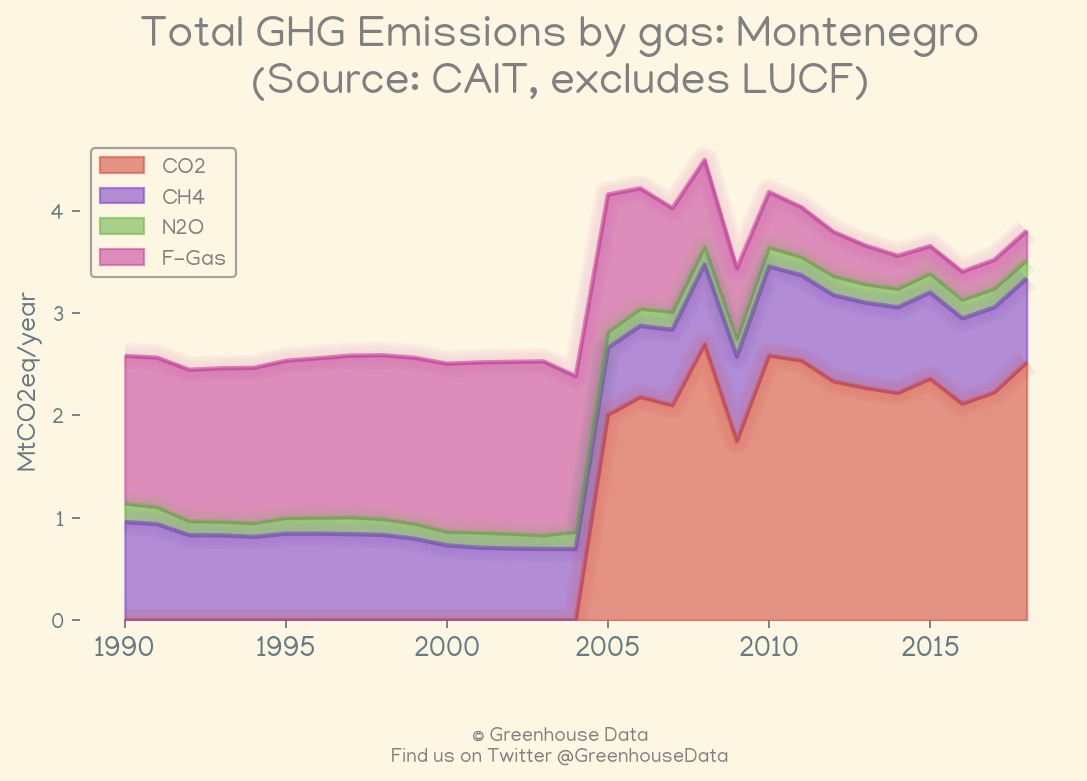 Total GHG Emissions by gas: Montenegro
(Source: CAIT, excludes LUCF)
CO2
CH4
N2O
F-Gas
MtCO2eq/year
4
3
2
1
0
1990 1995 2000 2005 2010 2015
© Greenhouse Data
Find us on Twitter @GreenhouseData